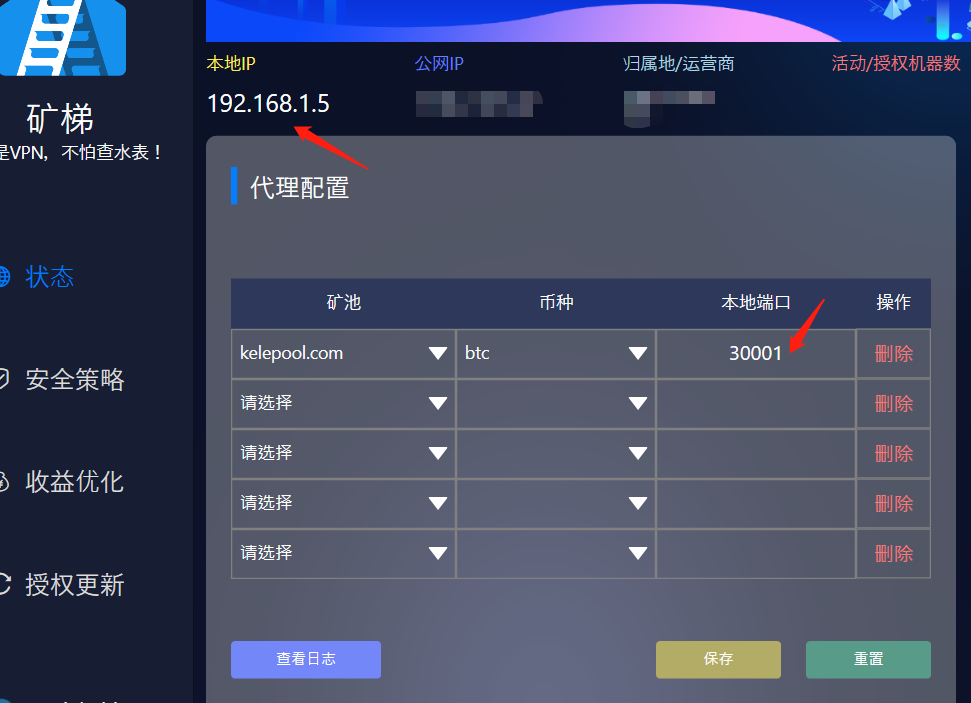 矿梯
是VPN，不怕查水表！
状态
安全策略
收益优化
授权更新
本地IP 公网IP 归属地/运营商 活动/授权机器数
192.168.1.5
代理配置
矿池 币种 本地端口 操作
kelepool.com btc 30001 删除
请选择 删除
请选择 删除
请选择 删除
请选择 删除
查看日志 保存 重置